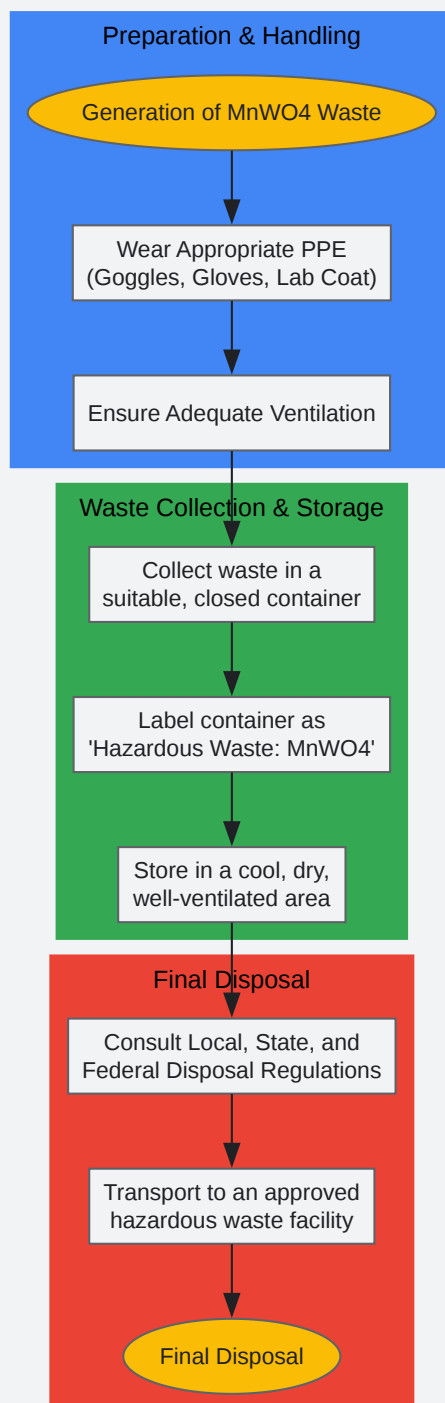 Preparation & Handling
Generation of MnWO4 Waste
Wear Appropriate PPE
(Goggles, Gloves, Lab Coat)
Ensure Adequate Ventilation
Waste Collection & Storage
Collect waste in a
suitable, closed container
Label container as
'Hazardous Waste: MnWO4'
Store in a cool, dry,
well-ventilated area
Final Disposal
Consult Local, State, and
Federal Disposal Regulations
Transport to an approved
hazardous waste facility
Final Disposal